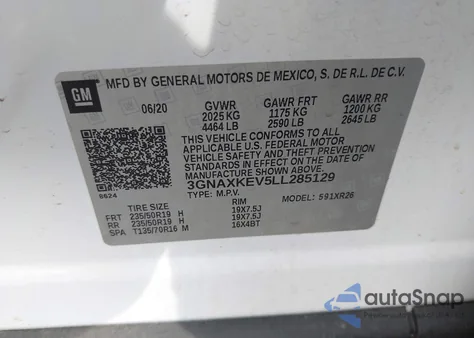 GM
MFD BY GENERAL MOTORS DE MEXICO, S. DE R.L. DE C.V.
06/20 GVWR GAWR FRT GAWR RR
2025 KG 1175 KG 1200 KG
4464 LB 2590 LB 2645 LB
THIS VEHICLE CONFORMS TO ALL
APPLICABLE U.S. FEDERAL MOTOR
VEHICLE SAFETY, BUMPER, AND THEFT
PREVENTION STANDARDS IN EFFECT ON
THE DATE OF MANUFACTURE SHOWN ABOVE.
3GNAXKEV5LL285129
8624 TYPE: M.P.V. MODEL: 591XR26
TIRE SIZE RIM
FRT 235/50R19 H 19X7.5J
RR 235/50R19 H 19X7.5J
SPA T135/70R16 M 16X4BT
autoSnap